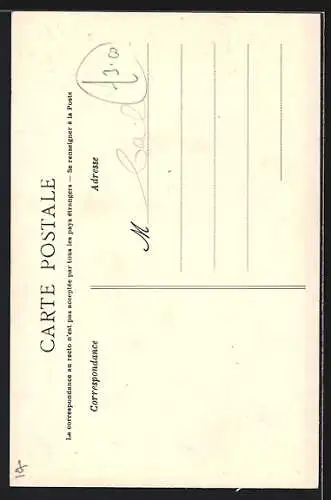 CARTE POSTALE
La correspondance au recto n'est pas acceptée par tous les pays étrangers — Se renseigner à la Poste
Correspondance
Adresse
M